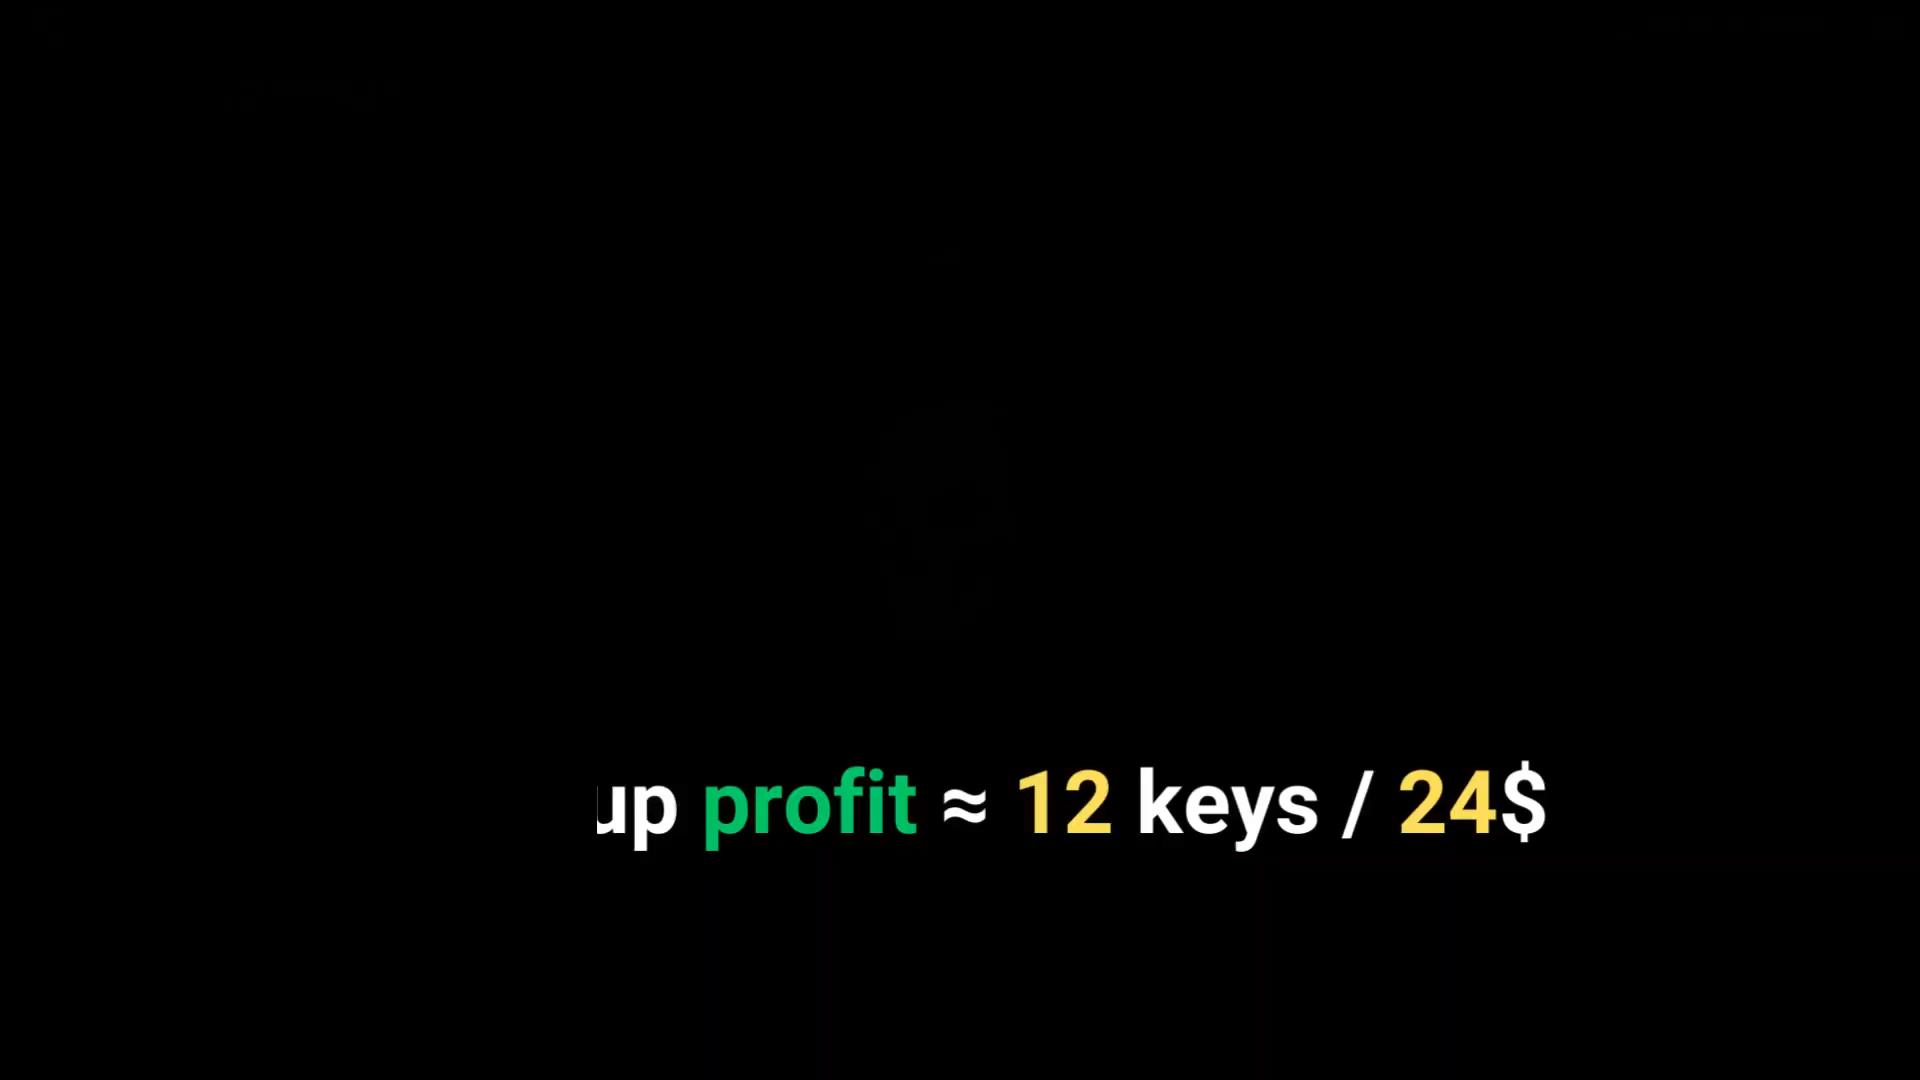 up profit ≈ 12 keys / 24$